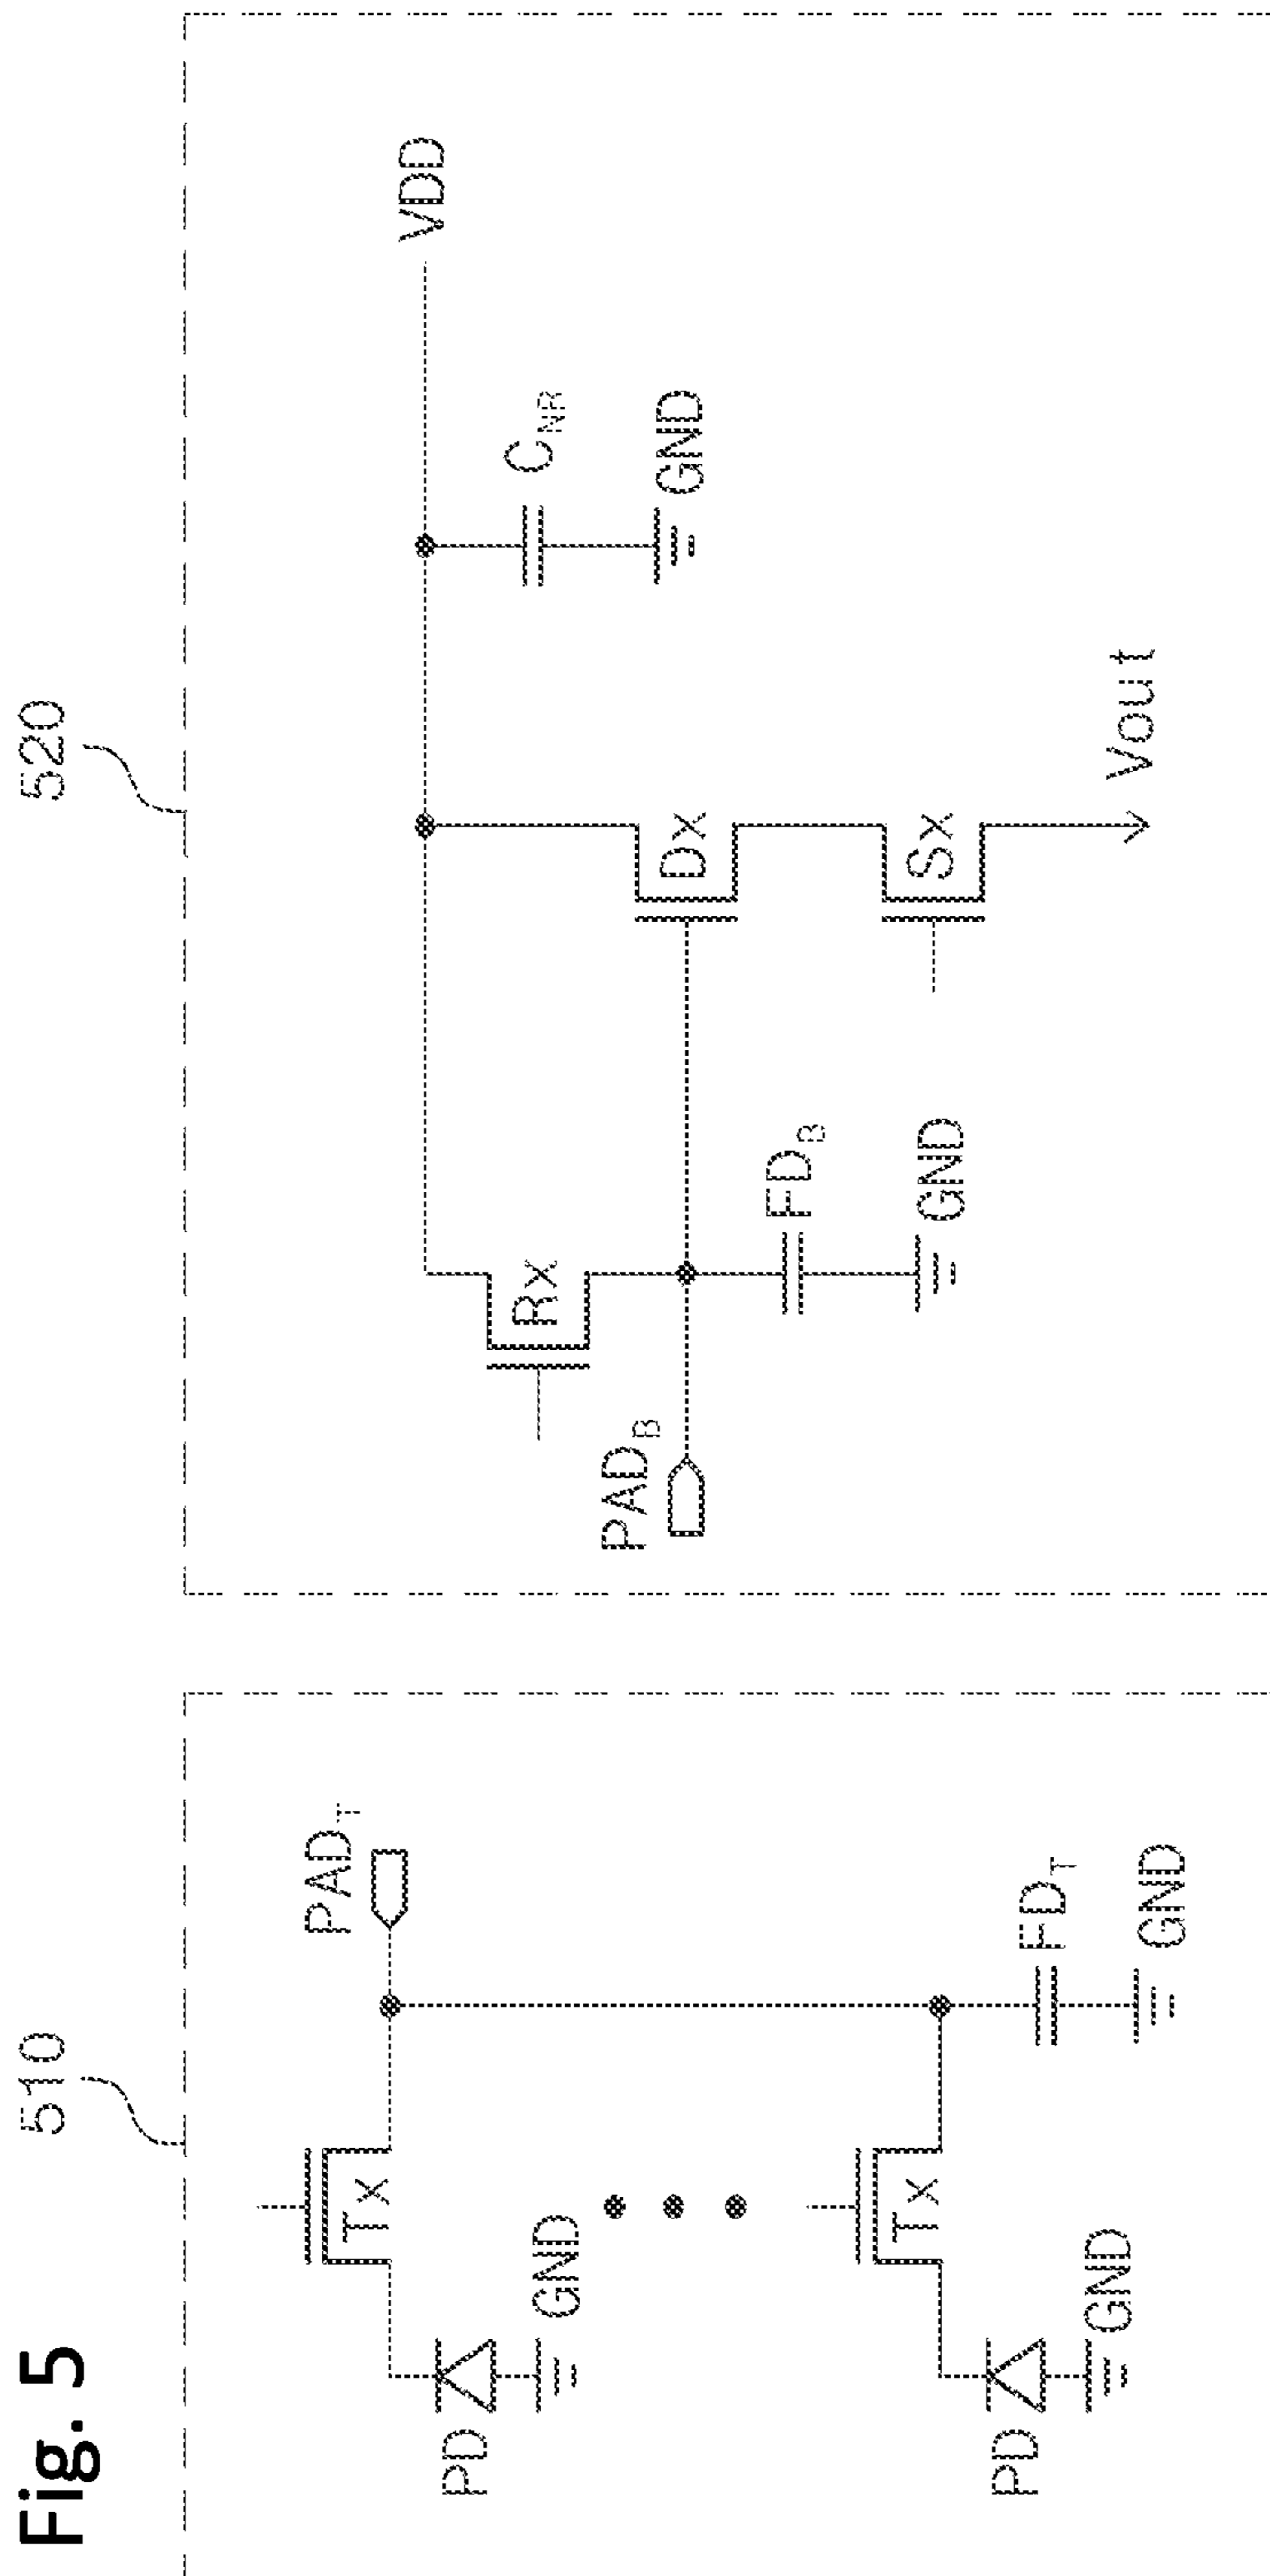 Fig. 5
510
PAD_T
Tx
PD
GND
Tx
PD
GND
FD_T
GND
520
VDD
C_NR
GND
Rx
PAD_B
Dx
FD_B
GND
Sx
Vout